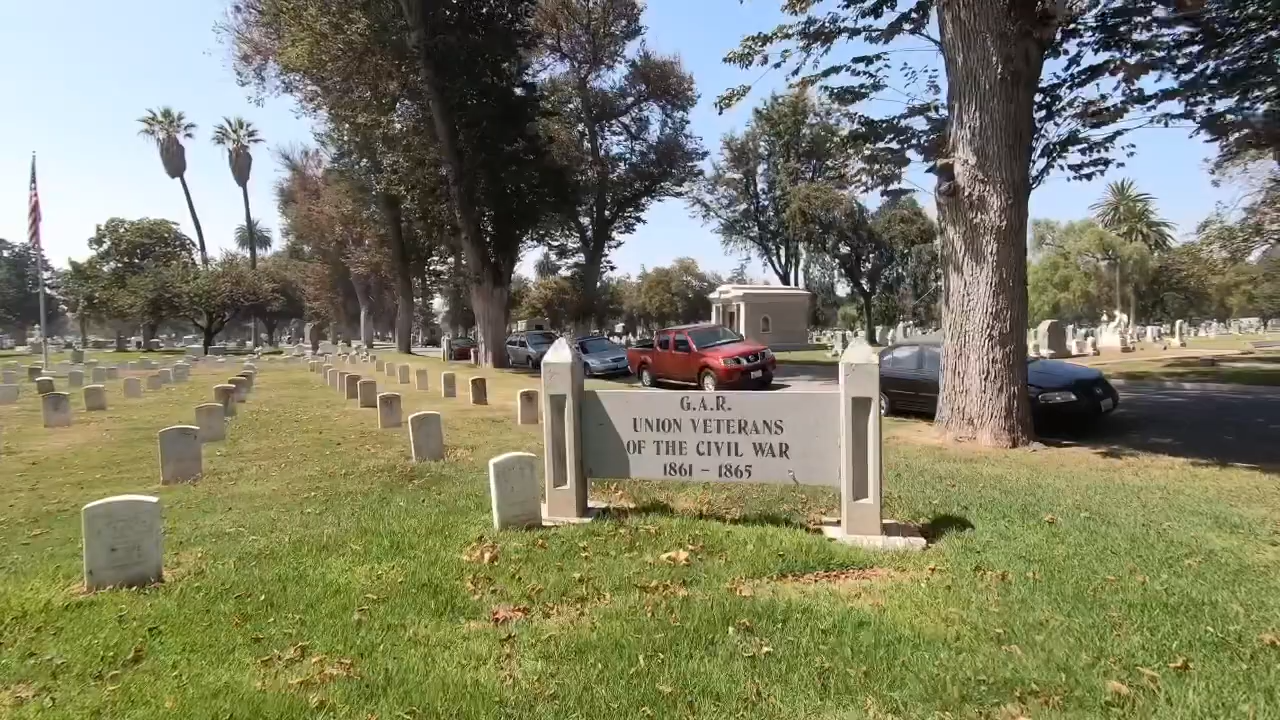 G.A.R.
UNION VETERANS
OF THE CIVIL WAR
1861 – 1865